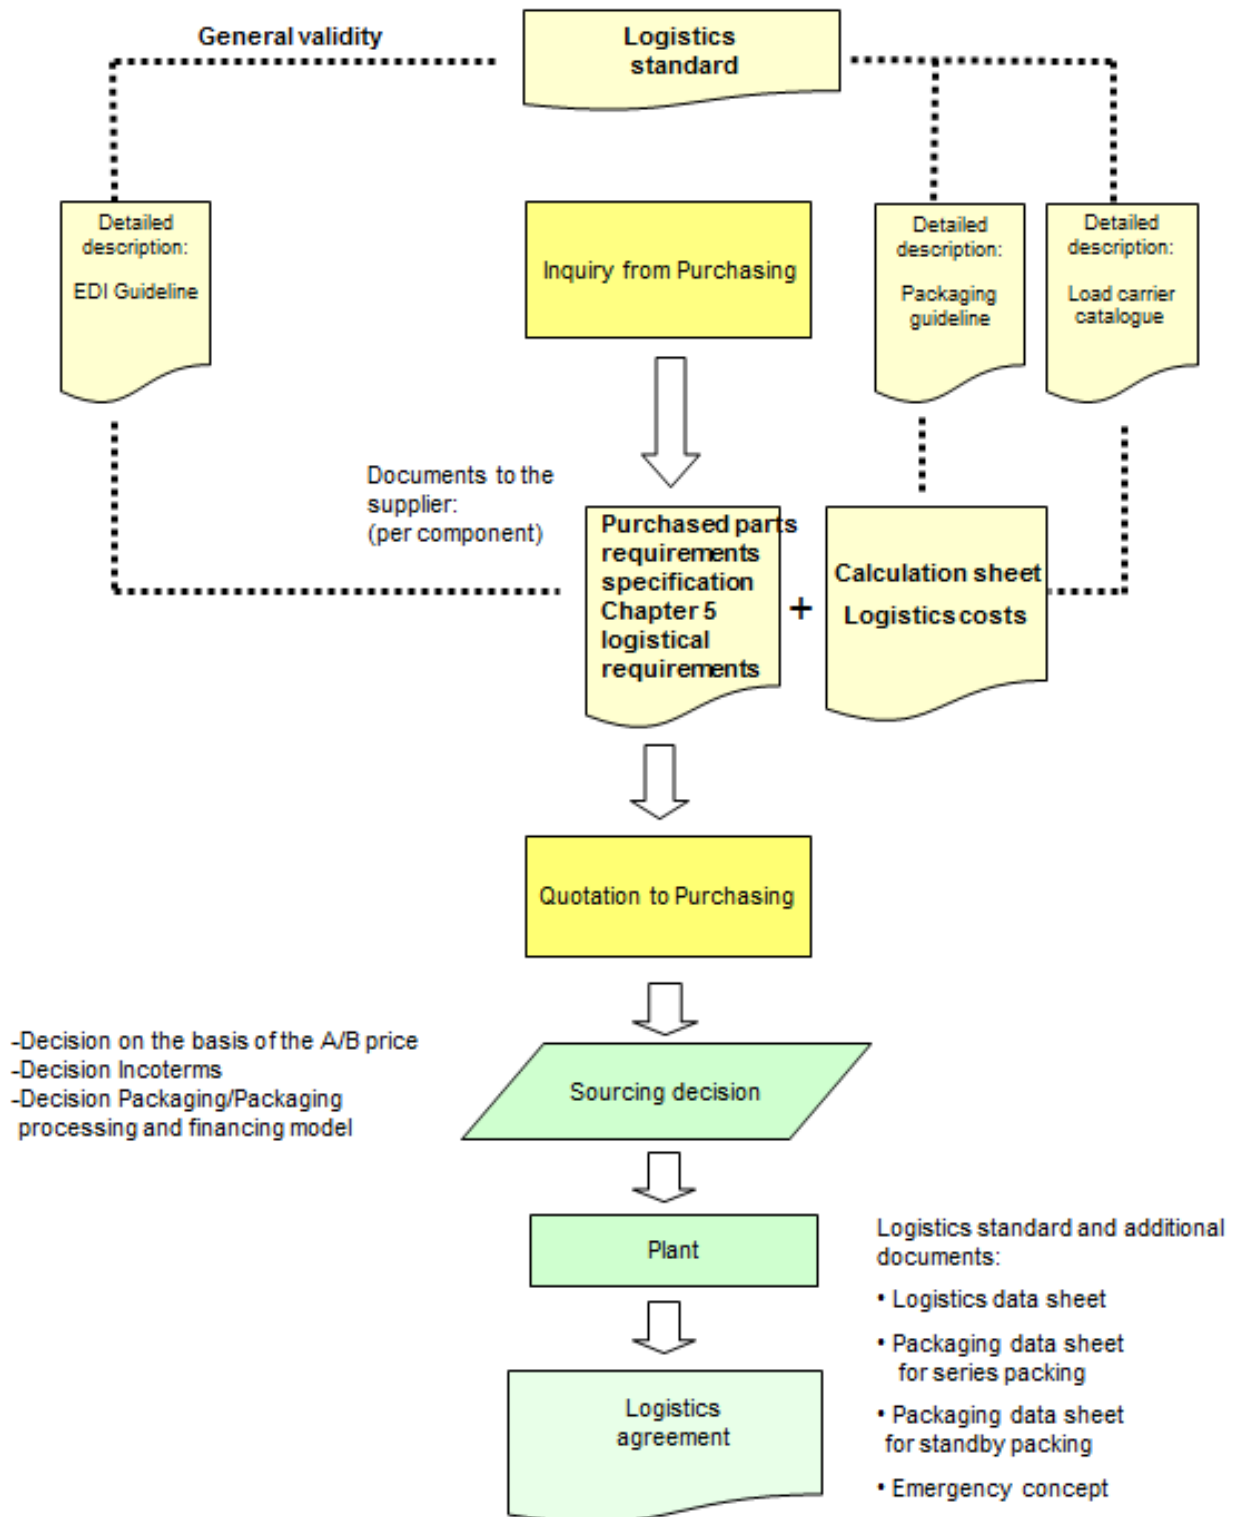 General validity
Logistics
standard
Detailed
description:
EDI Guideline
Inquiry from Purchasing
Detailed
description:
Packaging
guideline
Detailed
description:
Load carrier
catalogue
Documents to the
supplier:
(per component)
Purchased parts
requirements
specification
Chapter 5
logistical
requirements
+
Calculation sheet
Logistics costs
Quotation to Purchasing
-Decision on the basis of the A/B price
-Decision Incoterms
-Decision Packaging/Packaging
processing and financing model
Sourcing decision
Plant
Logistics standard and additional
documents:
• Logistics data sheet
• Packaging data sheet
for series packing
• Packaging data sheet
for standby packing
• Emergency concept
Logistics
agreement